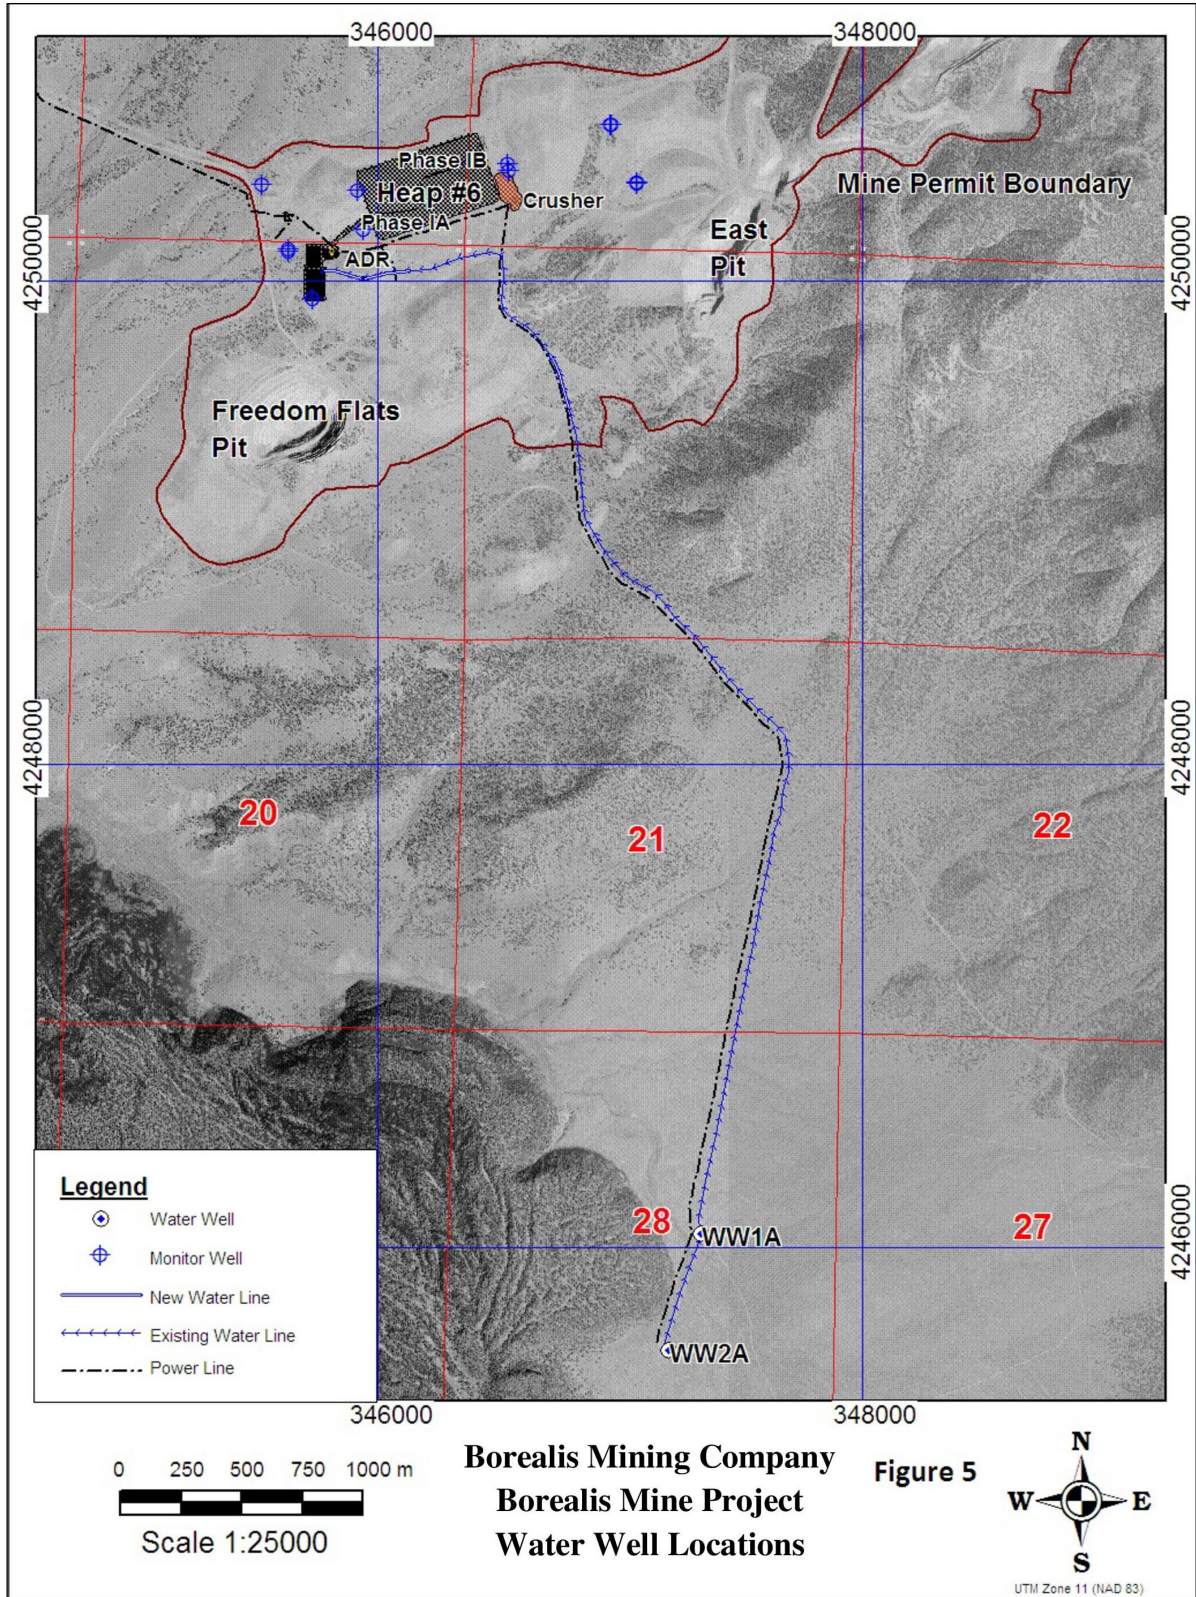 346000
348000
Phase IB
Heap #6
Crusher
Mine Permit Boundary
Phase IA
East
Pit
ADR
4250000
4250000
Freedom Flats
Pit
4248000
4248000
20
21
22
28
27
WW1A
4246000
WW2A
Legend
Water Well
Monitor Well
New Water Line
Existing Water Line
Power Line
346000
348000
0 250 500 750 1000 m
Scale 1:25000
Borealis Mining Company
Borealis Mine Project
Water Well Locations
Figure 5
N
W E
S
UTM Zone 11 (NAD 83)